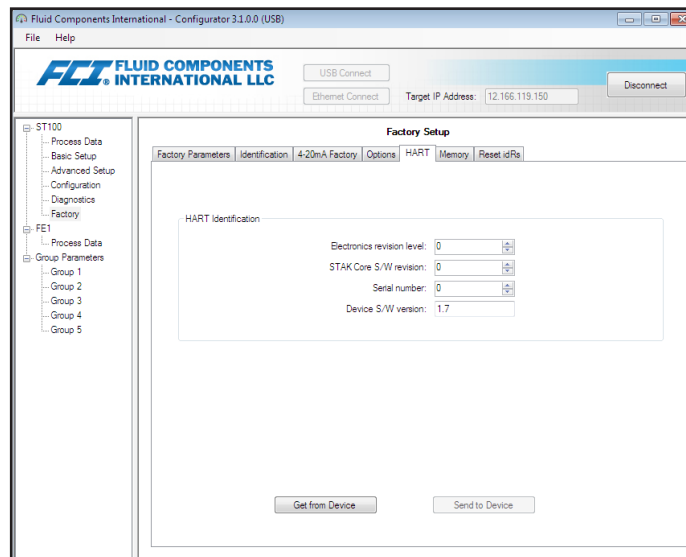 Fluid Components International - Configurator 3.1.0.0 (USB)
File Help
FCI FLUID COMPONENTS
® INTERNATIONAL LLC
USB Connect
Ethernet Connect
Target IP Address: 12.166.119.150
Disconnect
ST100
Process Data
Basic Setup
Advanced Setup
Configuration
Diagnostics
Factory
FE1
Process Data
Group Parameters
Group 1
Group 2
Group 3
Group 4
Group 5
Factory Setup
Factory Parameters Identification 4-20mA Factory Options HART Memory Reset idRs
HART Identification
Electronics revision level: 0
STAK Core S/W revision: 0
Serial number: 0
Device S/W version: 1.7
Get from Device Send to Device